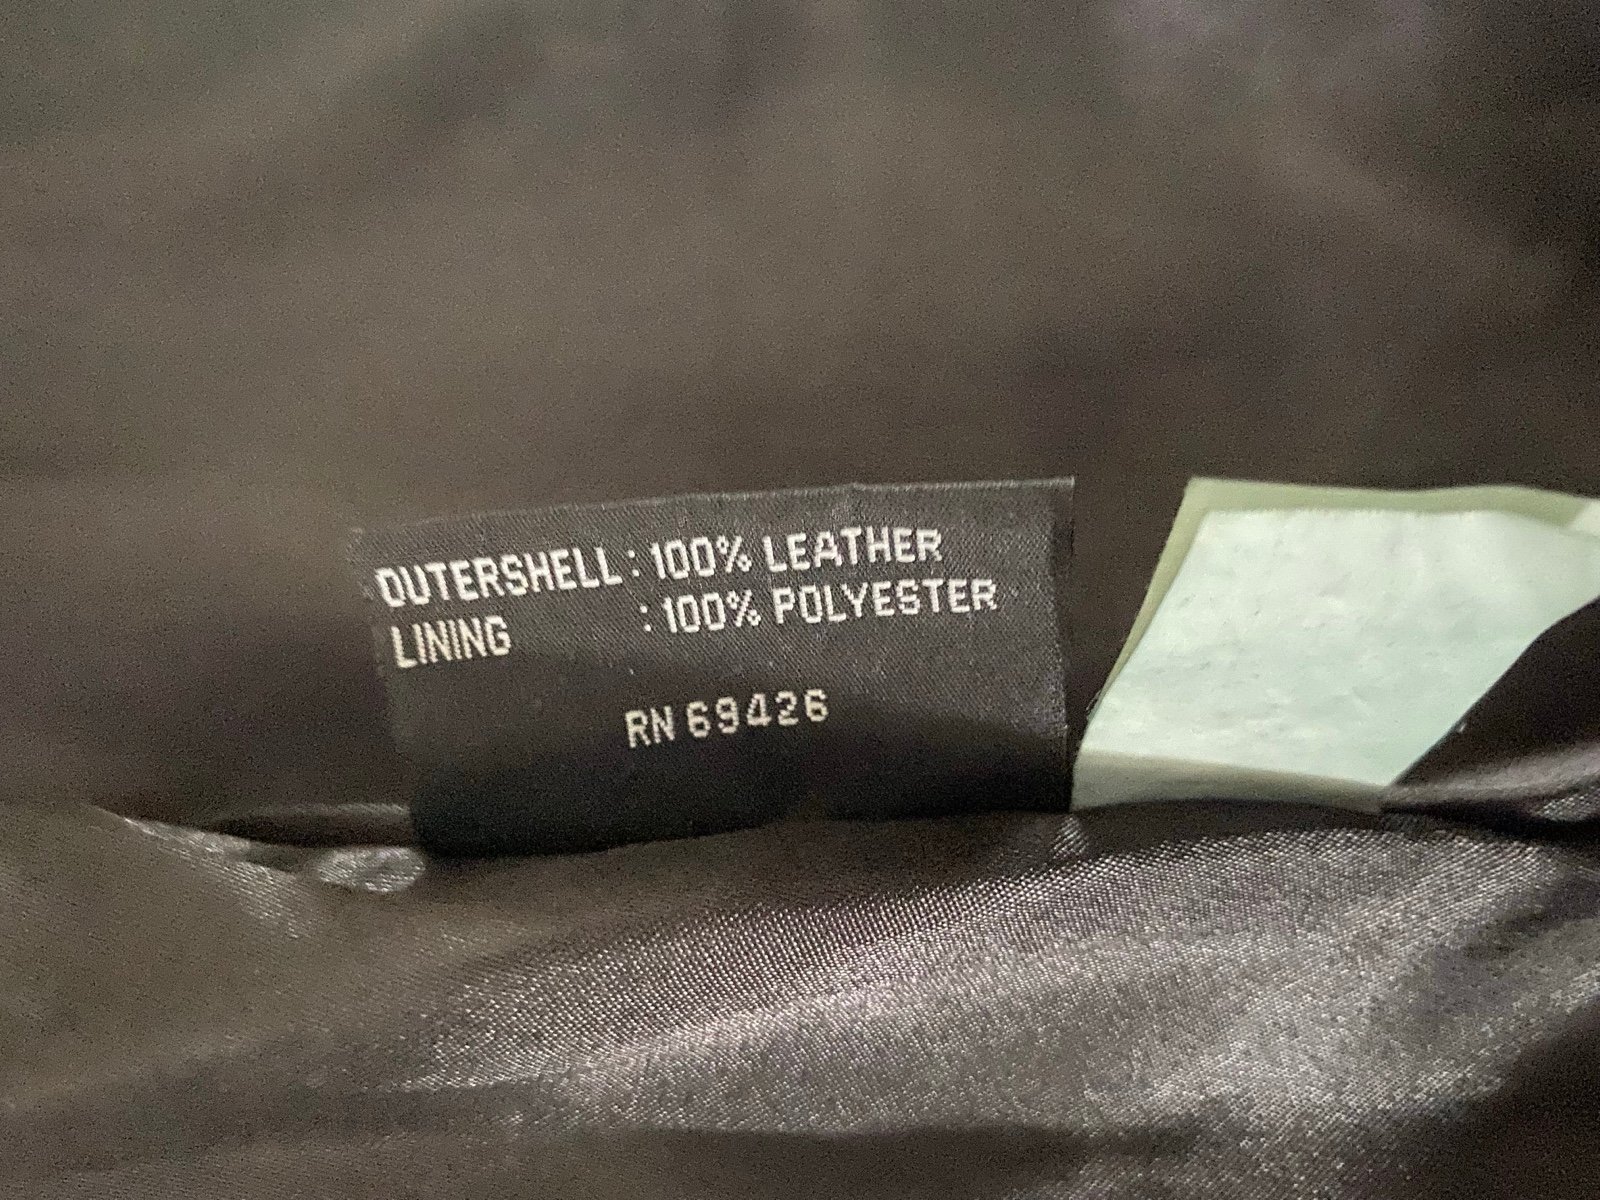 OUTERSHELL : 100% LEATHER
LINING : 100% POLYESTER
RN 69426